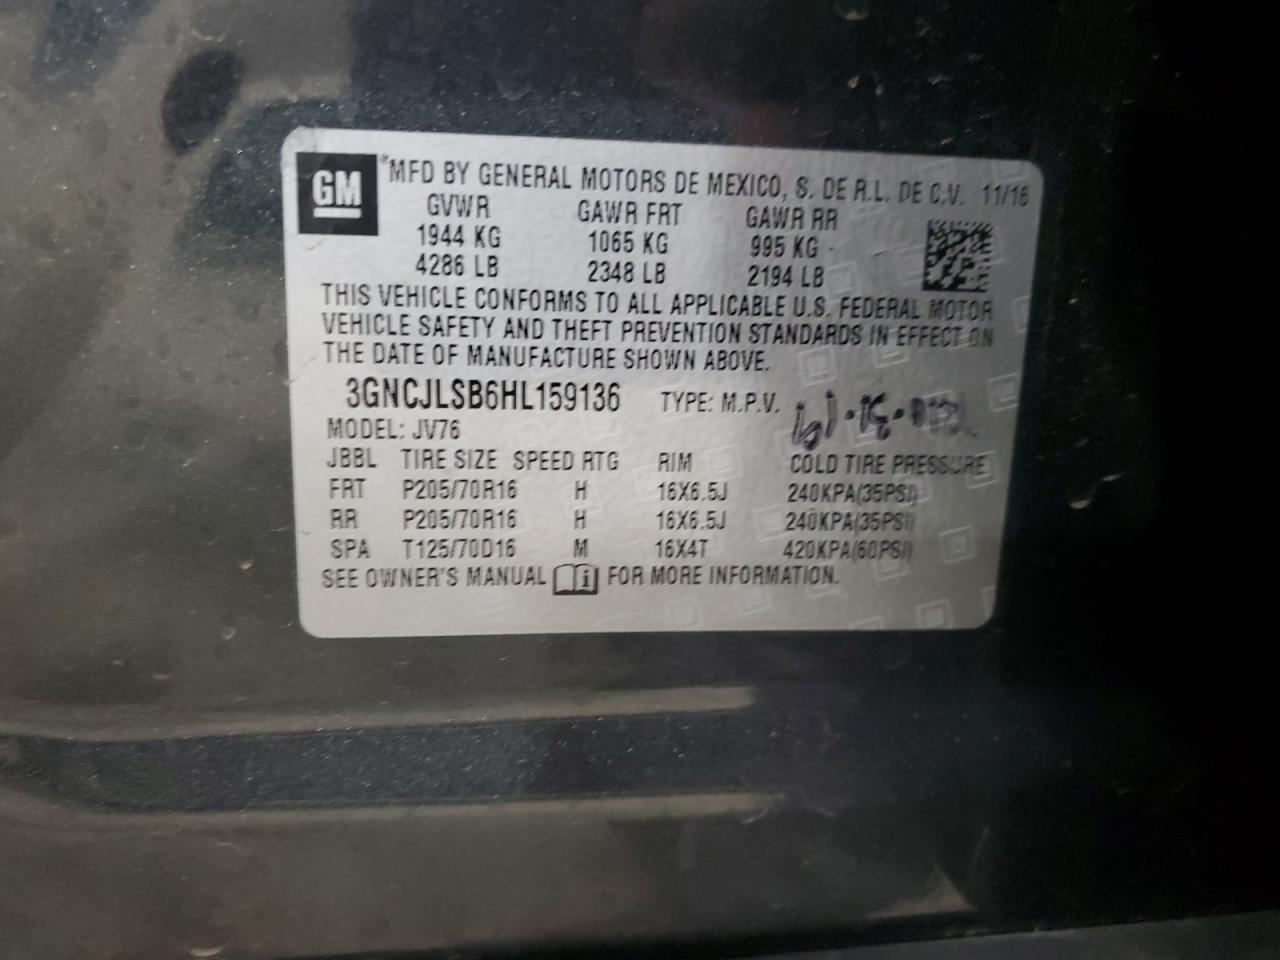 GM
®MFD BY GENERAL MOTORS DE MEXICO, S. DE R.L. DE C.V. 11/16
GVWR GAWR FRT GAWR RR
1944 KG 1065 KG 995 KG
4286 LB 2348 LB 2194 LB
THIS VEHICLE CONFORMS TO ALL APPLICABLE U.S. FEDERAL MOTOR
VEHICLE SAFETY AND THEFT PREVENTION STANDARDS IN EFFECT ON
THE DATE OF MANUFACTURE SHOWN ABOVE.
3GNCJLSB6HL159136 TYPE: M.P.V.
MODEL: JV76
JBBL TIRE SIZE SPEED RTG RIM COLD TIRE PRESSURE
FRT P205/70R16 H 16X6.5J 240KPA(35PSI)
RR P205/70R16 H 16X6.5J 240KPA(35PSI)
SPA T125/70D16 M 16X4T 420KPA(60PSI)
SEE OWNER'S MANUAL FOR MORE INFORMATION.